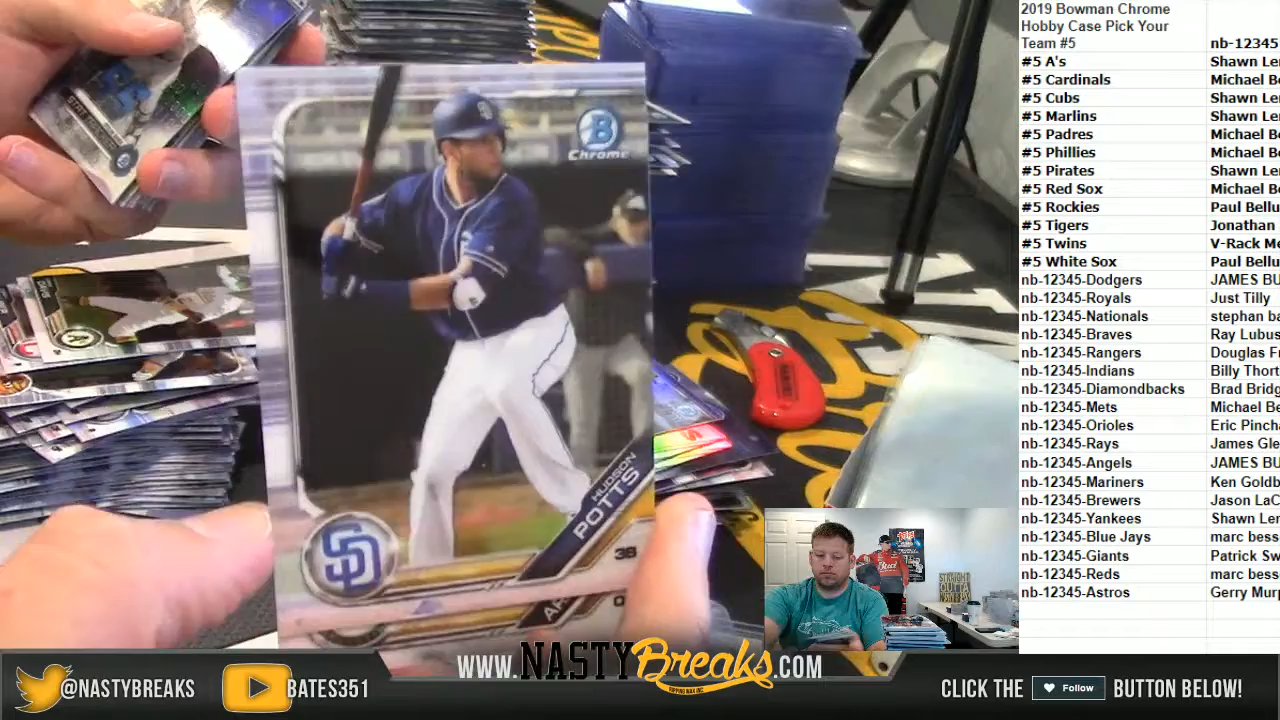 2019 Bowman Chrome
Hobby Case Pick Your
Team #5 nb-12345
#5 A's Shawn
#5 Cardinals Michael
#5 Cubs Shawn
#5 Marlins Shawn
#5 Padres Michael
#5 Phillies Michael
#5 Pirates Shawn
#5 Red Sox Michael
#5 Rockies Paul
#5 Tigers Jonathan
#5 Twins V-Rack
#5 White Sox Paul
nb-12345-Dodgers JAMES
nb-12345-Royals Just Tilly
nb-12345-Nationals stephan
nb-12345-Braves Ray
nb-12345-Rangers Douglas
nb-12345-Indians Billy
nb-12345-Diamondbacks Brad
nb-12345-Mets Michael
nb-12345-Orioles Eric
nb-12345-Rays James
nb-12345-Angels JAMES
nb-12345-Mariners Ken
nb-12345-Brewers Jason
nb-12345-Yankees Shawn
nb-12345-Blue Jays marc
nb-12345-Giants Patrick
nb-12345-Reds marc
nb-12345-Astros Gerry
B
Chrome
HUDSON
POTTS
38
SD
@NASTYBREAKS
BATES351
WWW.NASTYBreaks.COM
CLICK THE Follow BUTTON BELOW!